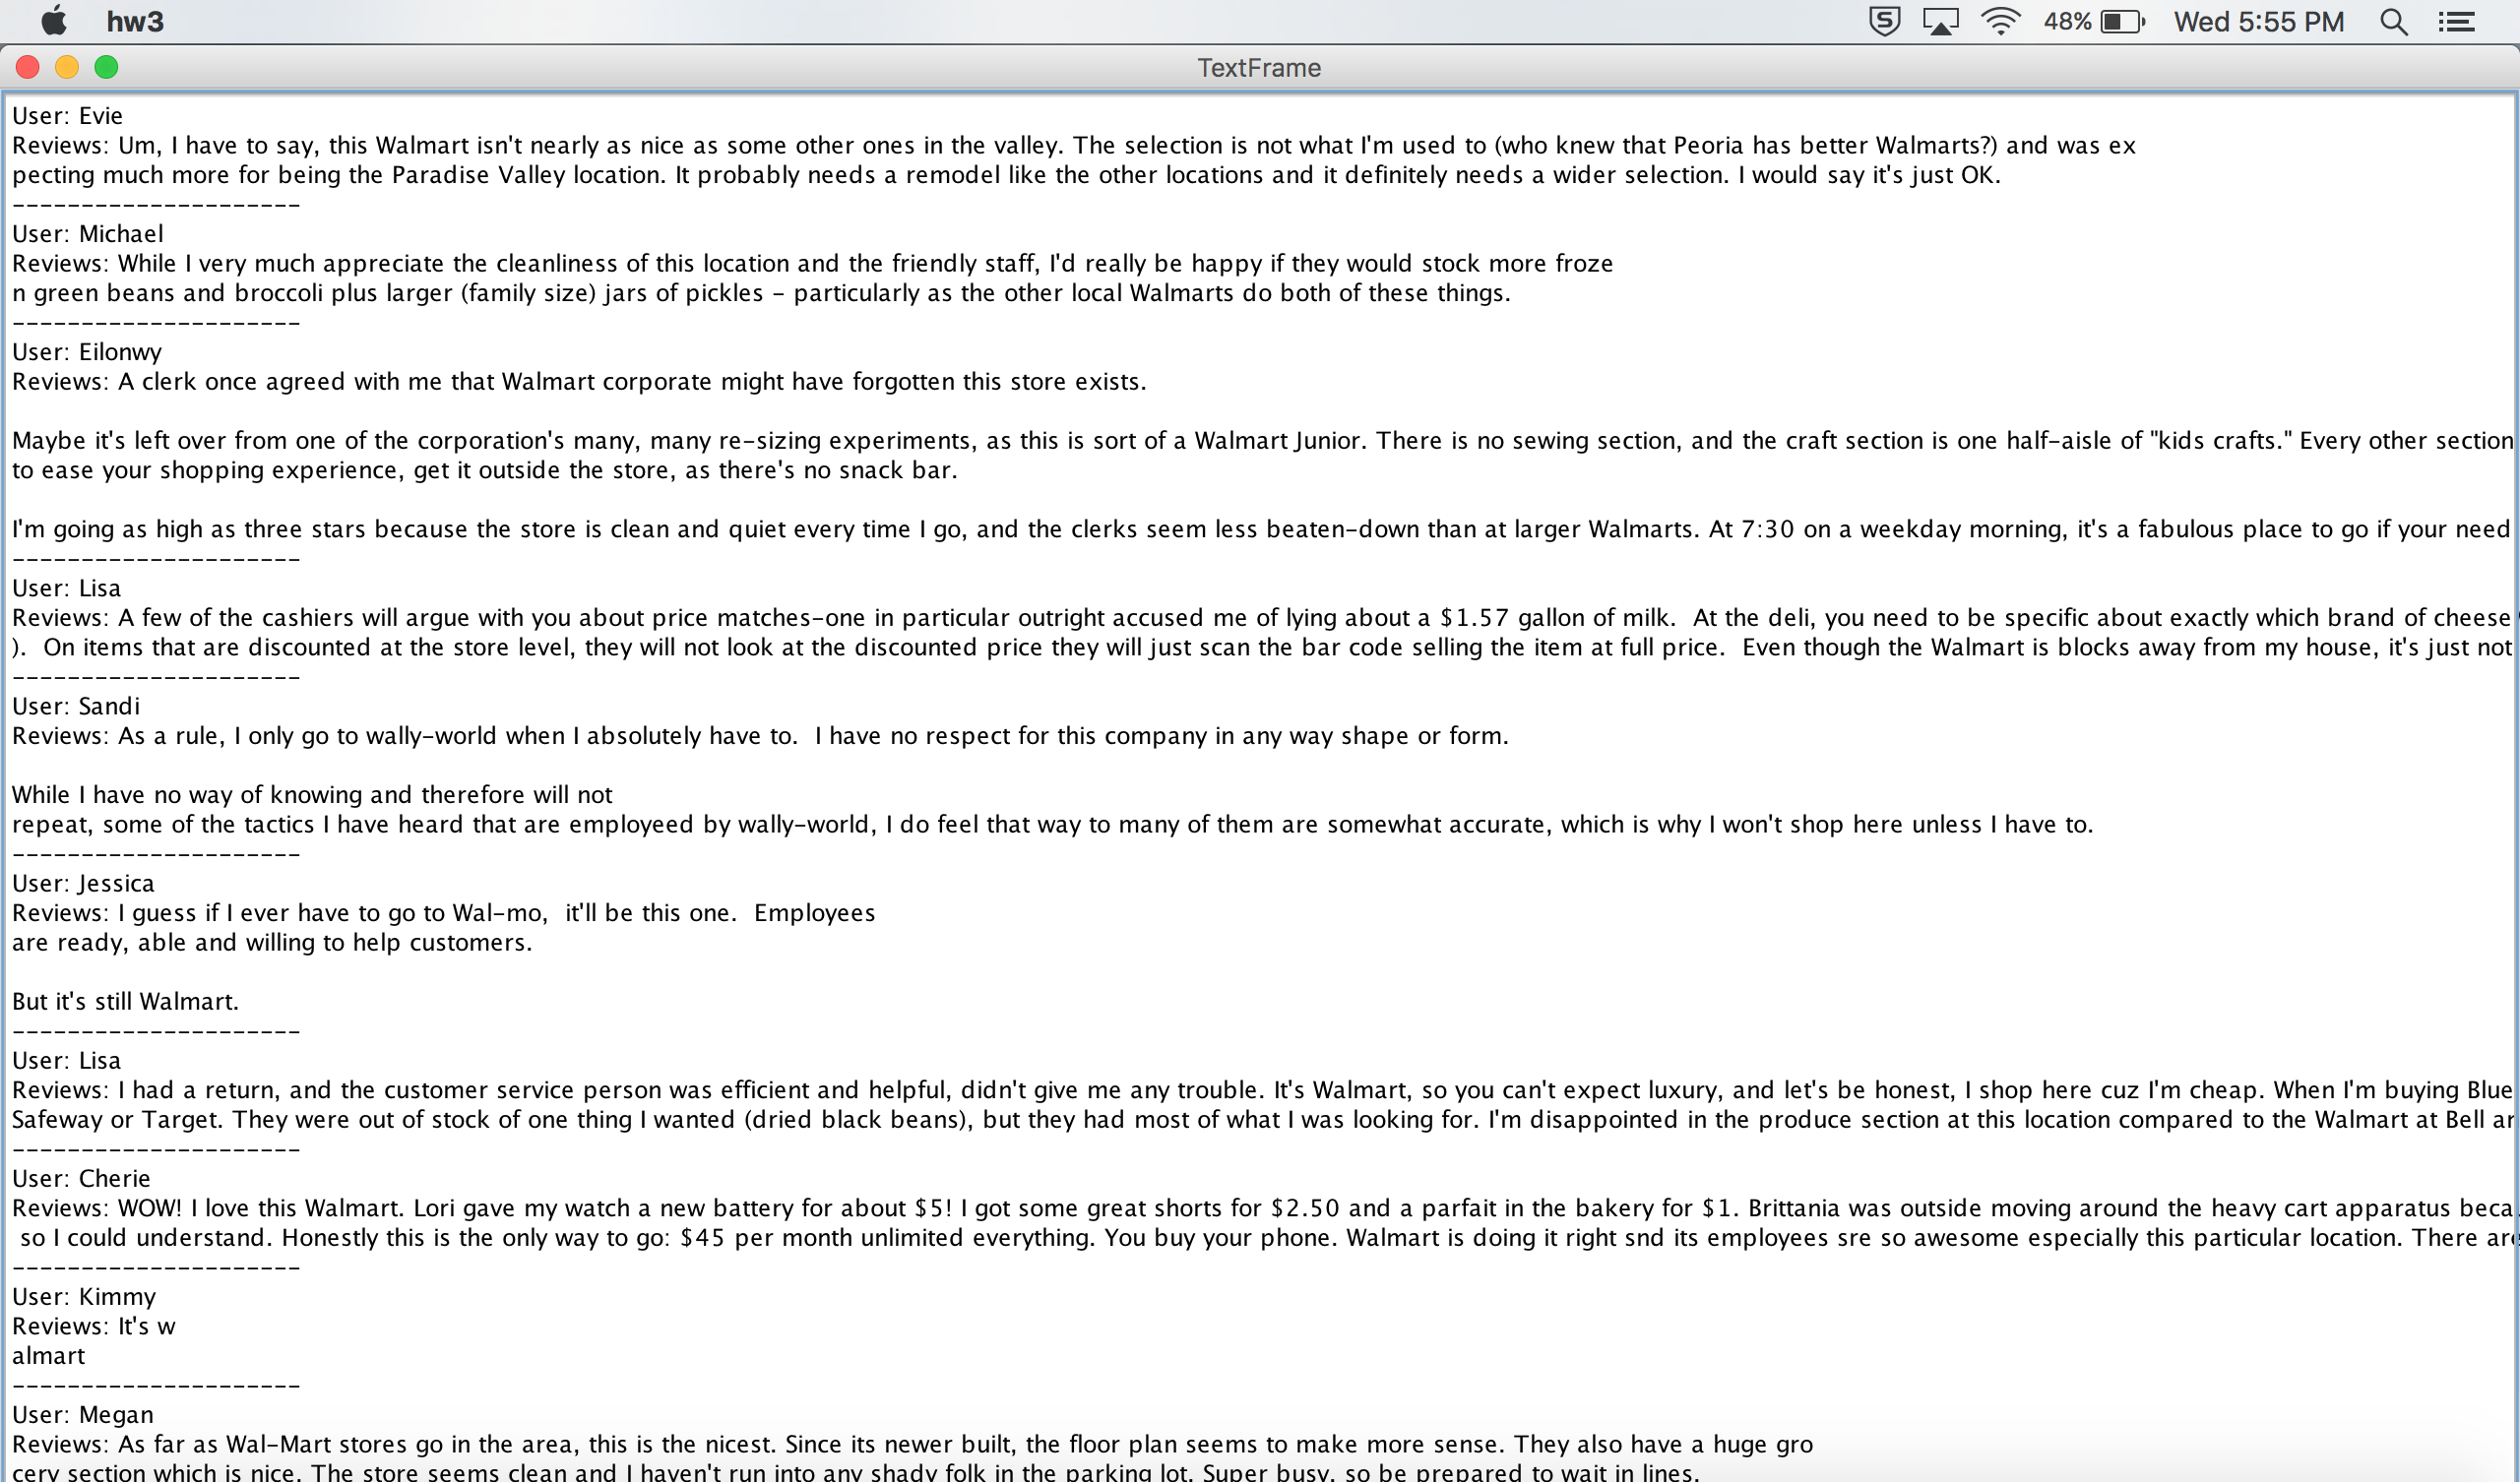 hw3
48%
Wed 5:55 PM
TextFrame
User: Evie
Reviews: Um, I have to say, this Walmart isn't nearly as nice as some other ones in the valley. The selection is not what I'm used to (who knew that Peoria has better Walmarts?) and was ex
pecting much more for being the Paradise Valley location. It probably needs a remodel like the other locations and it definitely needs a wider selection. I would say it's just OK.
---------------------
User: Michael
Reviews: While I very much appreciate the cleanliness of this location and the friendly staff, I'd really be happy if they would stock more froze
n green beans and broccoli plus larger (family size) jars of pickles - particularly as the other local Walmarts do both of these things.
---------------------
User: Eilonwy
Reviews: A clerk once agreed with me that Walmart corporate might have forgotten this store exists.
Maybe it's left over from one of the corporation's many, many re-sizing experiments, as this is sort of a Walmart Junior. There is no sewing section, and the craft section is one half-aisle of "kids crafts." Every other section
to ease your shopping experience, get it outside the store, as there's no snack bar.
I'm going as high as three stars because the store is clean and quiet every time I go, and the clerks seem less beaten-down than at larger Walmarts. At 7:30 on a weekday morning, it's a fabulous place to go if your need
---------------------
User: Lisa
Reviews: A few of the cashiers will argue with you about price matches-one in particular outright accused me of lying about a $1.57 gallon of milk.  At the deli, you need to be specific about exactly which brand of cheese
).  On items that are discounted at the store level, they will not look at the discounted price they will just scan the bar code selling the item at full price.  Even though the Walmart is blocks away from my house, it's just not
---------------------
User: Sandi
Reviews: As a rule, I only go to wally-world when I absolutely have to.  I have no respect for this company in any way shape or form.
While I have no way of knowing and therefore will not
repeat, some of the tactics I have heard that are employeed by wally-world, I do feel that way to many of them are somewhat accurate, which is why I won't shop here unless I have to.
---------------------
User: Jessica
Reviews: I guess if I ever have to go to Wal-mo,  it'll be this one.  Employees
are ready, able and willing to help customers.
But it's still Walmart.
---------------------
User: Lisa
Reviews: I had a return, and the customer service person was efficient and helpful, didn't give me any trouble. It's Walmart, so you can't expect luxury, and let's be honest, I shop here cuz I'm cheap. When I'm buying Blue
Safeway or Target. They were out of stock of one thing I wanted (dried black beans), but they had most of what I was looking for. I'm disappointed in the produce section at this location compared to the Walmart at Bell
---------------------
User: Cherie
Reviews: WOW! I love this Walmart. Lori gave my watch a new battery for about $5! I got some great shorts for $2.50 and a parfait in the bakery for $1. Brittania was outside moving around the heavy cart apparatus beca
so I could understand. Honestly this is the only way to go: $45 per month unlimited everything. You buy your phone. Walmart is doing it right snd its employees sre so awesome especially this particular location. There are
---------------------
User: Kimmy
Reviews: It's w
almart
---------------------
User: Megan
Reviews: As far as Wal-Mart stores go in the area, this is the nicest. Since its newer built, the floor plan seems to make more sense. They also have a huge gro
cery section which is nice. The store seems clean and I haven't run into any shady folk in the parking lot. Super busy, so be prepared to wait in lines.